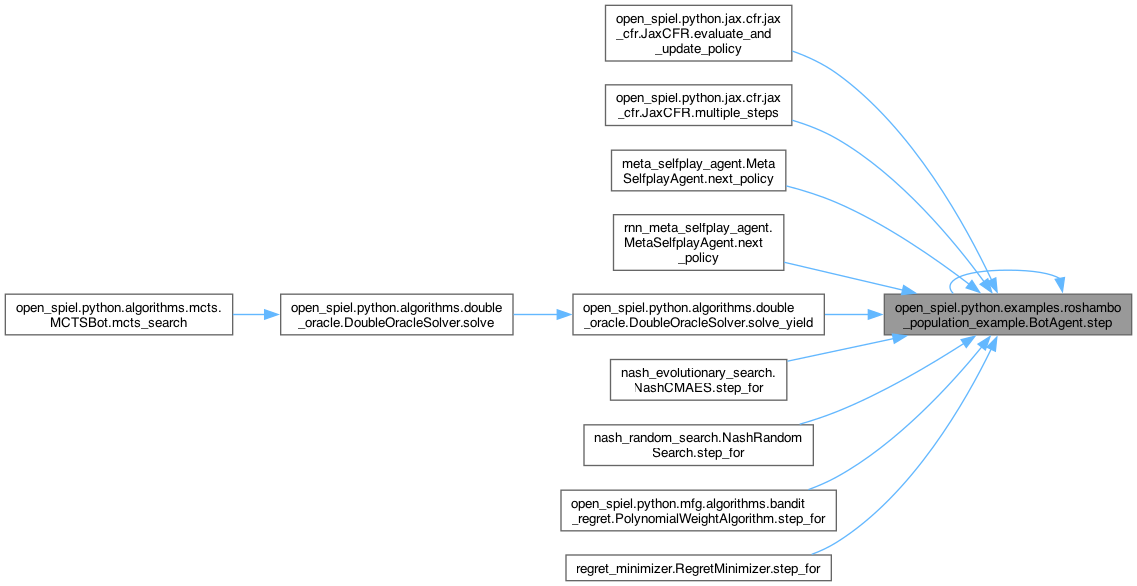 open_spiel.python.jax.cfr.jax
_cfr.JaxCFR.evaluate_and
_update_policy
open_spiel.python.jax.cfr.jax
_cfr.JaxCFR.multiple_steps
meta_selfplay_agent.Meta
SelfplayAgent.next_policy
rnn_meta_selfplay_agent.
MetaSelfplayAgent.next
_policy
open_spiel.python.algorithms.mcts.
MCTSBot.mcts_search
open_spiel.python.algorithms.double
_oracle.DoubleOracleSolver.solve
open_spiel.python.algorithms.double
_oracle.DoubleOracleSolver.solve_yield
open_spiel.python.examples.roshambo
_population_example.BotAgent.step
nash_evolutionary_search.
NashCMAES.step_for
nash_random_search.NashRandom
Search.step_for
open_spiel.python.mfg.algorithms.bandit
_regret.PolynomialWeightAlgorithm.step_for
regret_minimizer.RegretMinimizer.step_for